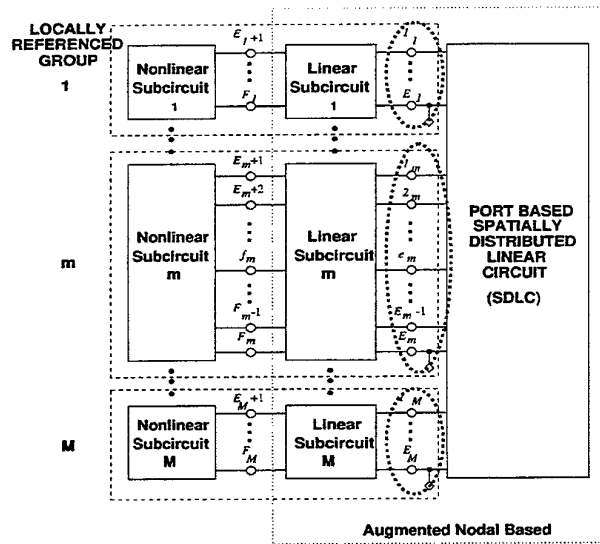 LOCALLY
REFERENCED
GROUP
1
Nonlinear
Subcircuit
1
E1+1
F1
Linear
Subcircuit
1
11
E1
m
Nonlinear
Subcircuit
m
Em+1
Em+2
fm
Fm-1
Fm
Linear
Subcircuit
m
1m
2m
em
Em-1
Em
PORT BASED
SPATIALLY
DISTRIBUTED
LINEAR
CIRCUIT
(SDLC)
M
Nonlinear
Subcircuit
M
EM+1
FM
Linear
Subcircuit
M
M
EM
Augmented Nodal Based